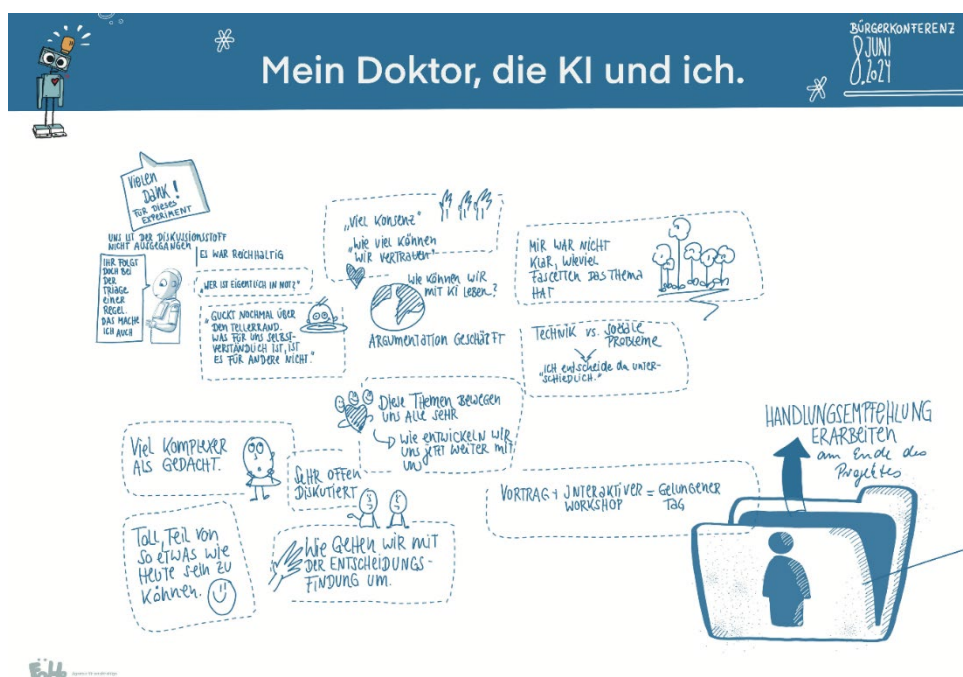 Mein Doktor, die KI und ich.
BÜRGERKONFERENZ
8. JUNI
2024
VIELEN
DANK!
FÜR DIESES
EXPERIMENT
UNS IST DER DISKUSSIONSSTOFF
NICHT AUSGEGANGEN
ES WAR REICHHALTIG
IHR FOLGT
DOCH BEI
DER
TRIAGE
EINER
REGEL.
DAS MACHE
ICH AUCH
„WER IST EIGENTLICH IN NOT?"
„GUCKT NOCHMAL ÜBER
DEN TELLERRAND.
WAS FÜR UNS SELBST-
VERSTÄNDLICH IST, IST
ES FÜR ANDERE NICHT."
„VIEL KONSENZ"
„WIE VIEL KÖNNEN
WIR VERTRAUEN"
WIE KÖNNEN WIR
MIT KI LEBEN?
ARGUMENTATION GESCHÄRFT
MIR WAR NICHT
KLAR, WIEVIEL
FASCETTEN DAS THEMA
HAT
TECHNIK VS. SOZIALE
PROBLEME
„ICH ENTSCHEIDE DA UNTER-
SCHIEDLICH."
DIESE THEMEN BEWEGEN
UNS ALLE SEHR
WIE ENTWICKELN WIR
UNS JETZT WEITER MIT
VIEL KOMPLEXER
ALS GEDACHT.
SEHR OFFEN
DISKUTIERT
TOLL, TEIL VON
SO ETWAS WIE
HEUTE SEIN ZU
KÖNNEN.
WIE GEHEN WIR MIT
DER ENTSCHEIDUNGS-
FINDUNG UM.
VORTRAG + INTERAKTIVER = GELUNGENER
WORKSHOP TAG
HANDLUNGSEMPFEHLUNG
ERARBEITEN
am Ende des
Projektes